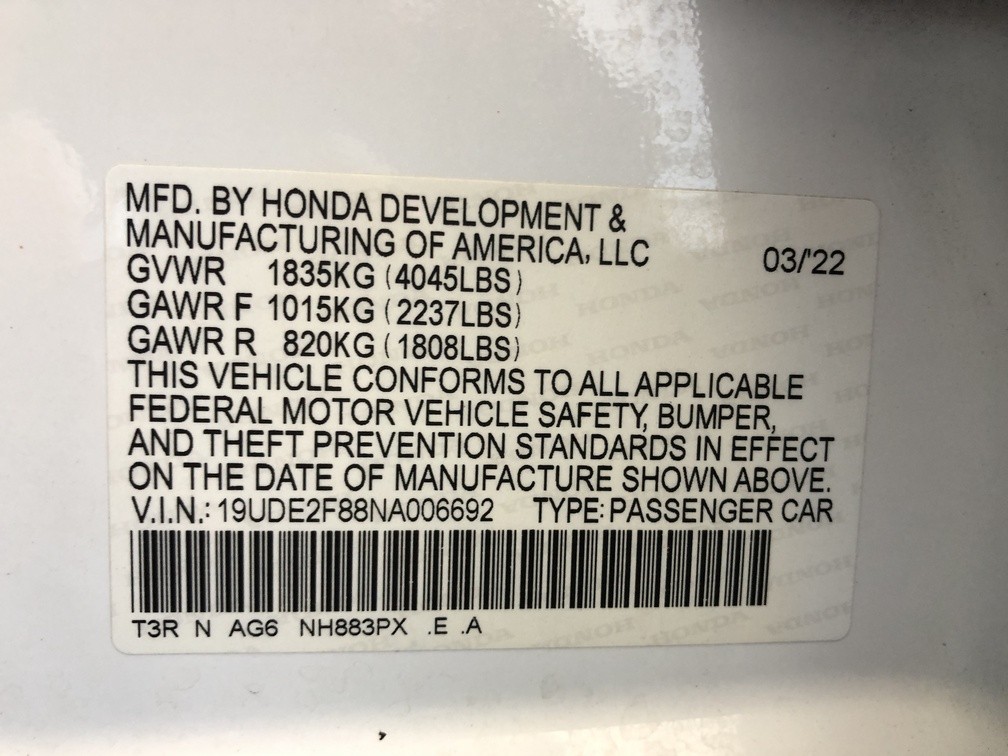 MFD. BY HONDA DEVELOPMENT &
MANUFACTURING OF AMERICA, LLC 03/'22
GVWR 1835KG (4045LBS)
GAWR F 1015KG (2237LBS)
GAWR R 820KG (1808LBS)
THIS VEHICLE CONFORMS TO ALL APPLICABLE
FEDERAL MOTOR VEHICLE SAFETY, BUMPER,
AND THEFT PREVENTION STANDARDS IN EFFECT
ON THE DATE OF MANUFACTURE SHOWN ABOVE.
V.I.N.: 19UDE2F88NA006692 TYPE: PASSENGER CAR
T3R N AG6 NH883PX .E .A